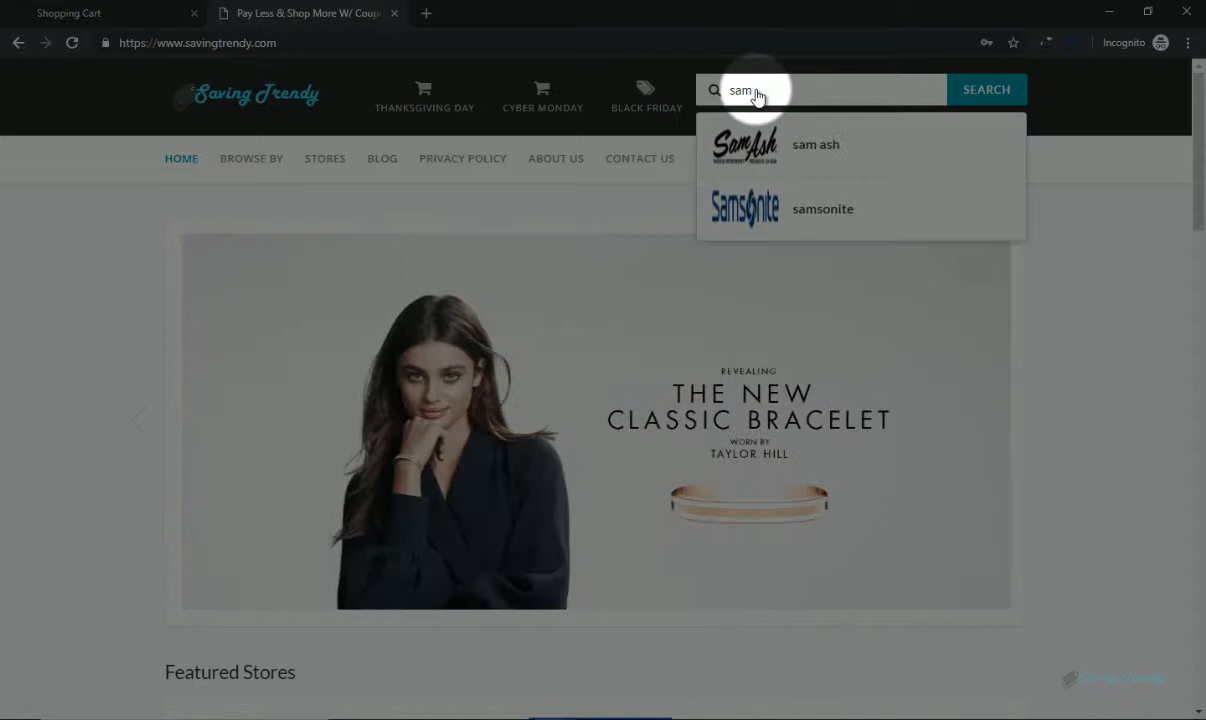 Shopping Cart
Pay Less & Shop More W/ Coup
https://www.savingtrendy.com
Incognito
Saving Trendy
THANKSGIVING DAY
CYBER MONDAY
BLACK FRIDAY
sam
SEARCH
HOME
BROWSE BY
STORES
BLOG
PRIVACY POLICY
ABOUT US
CONTACT US
SamAsh
sam ash
Samsonite
samsonite
REVEALING
THE NEW
CLASSIC BRACELET
WORN BY
TAYLOR HILL
Featured Stores
Saving Trendy